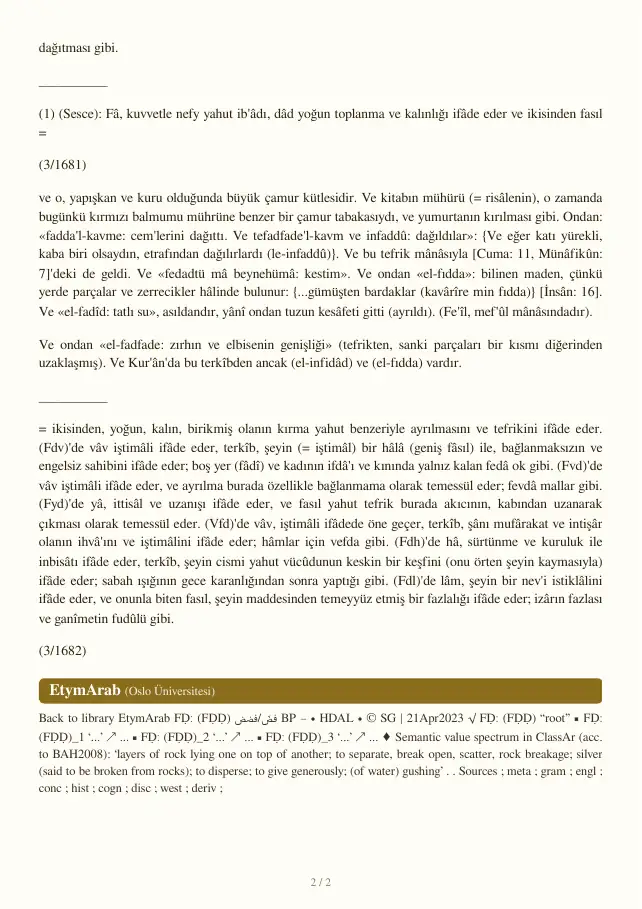 dağıtması gibi.
___________
(1) (Sesce): Fâ, kuvvetle nefy yahut ib'âdı, dâd yoğun toplanma ve kalınlığı ifâde eder ve ikisinden fasıl
=
(3/1681)
ve o, yapışkan ve kuru olduğunda büyük çamur kütlesidir. Ve kitabın mühürü (= risâlenin), o zamanda
bugünkü kırmızı balmumu mührüne benzer bir çamur tabakasıydı, ve yumurtanın kırılması gibi. Ondan:
«fadda'l-kavme: cem'lerini dağıttı. Ve tefadfade'l-kavm ve infaddû: dağıldılar»: {Ve eğer katı yürekli,
kaba biri olsaydın, etrafından dağılırlardı (le-infaddû)}. Ve bu tefrik mânâsıyla [Cuma: 11, Münâfikûn:
7]'deki de geldi. Ve «fedadtü mâ beynehümâ: kestim». Ve ondan «el-fıdda»: bilinen maden, çünkü
yerde parçalar ve zerrecikler hâlinde bulunur: {...gümüşten bardaklar (kavârîre min fıdda)} [İnsân: 16].
Ve «el-fadîd: tatlı su», asıldandır, yânî ondan tuzun kesâfeti gitti (ayrıldı). (Fe'îl, mef'ûl mânâsındadır).
Ve ondan «el-fadfade: zırhın ve elbisenin genişliği» (tefrikten, sanki parçaları bir kısmı diğerinden
uzaklaşmış). Ve Kur'ân'da bu terkîbden ancak (el-infidâd) ve (el-fıdda) vardır.
___________
= ikisinden, yoğun, kalın, birikmiş olanın kırma yahut benzeriyle ayrılmasını ve tefrikini ifâde eder.
(Fdv)'de vâv iştimâli ifâde eder, terkîb, şeyin (= iştimâl) bir hâlâ (geniş fâsıl) ile, bağlanmaksızın ve
engelsiz sahibini ifâde eder; boş yer (fâdî) ve kadının ifdâ'ı ve kınında yalnız kalan fedâ ok gibi. (Fvd)'de
vâv iştimâli ifâde eder, ve ayrılma burada özellikle bağlanmama olarak temessül eder; fevdâ mallar gibi.
(Fyd)'de yâ, ittisâl ve uzanışı ifâde eder, ve fasıl yahut tefrik burada akıcının, kabından uzanarak
çıkması olarak temessül eder. (Vfd)'de vâv, iştimâli ifâdede öne geçer, terkîb, şânı mufârakat ve intişâr
olanın ihvâ'ını ve iştimâlini ifâde eder; hâmlar için vefda gibi. (Fdh)'de hâ, sürtünme ve kuruluk ile
inbisâtı ifâde eder, terkîb, şeyin cismi yahut vücûdunun keskin bir keşfini (onu örten şeyin kaymasıyla)
ifâde eder; sabah ışığının gece karanlığından sonra yaptığı gibi. (Fdl)'de lâm, şeyin bir nev'i istiklâlini
ifâde eder, ve onunla biten fasıl, şeyin maddesinden temeyyüz etmiş bir fazlalığı ifâde eder; izârın fazlası
ve ganîmetin fudûlü gibi.
(3/1682)
EtymArab (Oslo Üniversitesi)
Back to library EtymArab FḌː (FḌḌ) فضّ/فضض BP – • HDAL • © SG | 21Apr2023 √ FḌː (FḌḌ) “root” ▪ FḌː
(FḌḌ)_1 ‘...’ ↗ ... ▪ FḌː (FḌḌ)_2 ‘...’ ↗ ... ▪ FḌː (FḌḌ)_3 ‘...’ ↗ ... ♦ Semantic value spectrum in ClassAr (acc.
to BAH2008): ‘layers of rock lying one on top of another; to separate, break open, scatter, rock breakage; silver
(said to be broken from rocks); to disperse; to give generously; (of water) gushing’ . . Sources ; meta ; gram ; engl ;
conc ; hist ; cogn ; disc ; west ; deriv ;
2 / 2